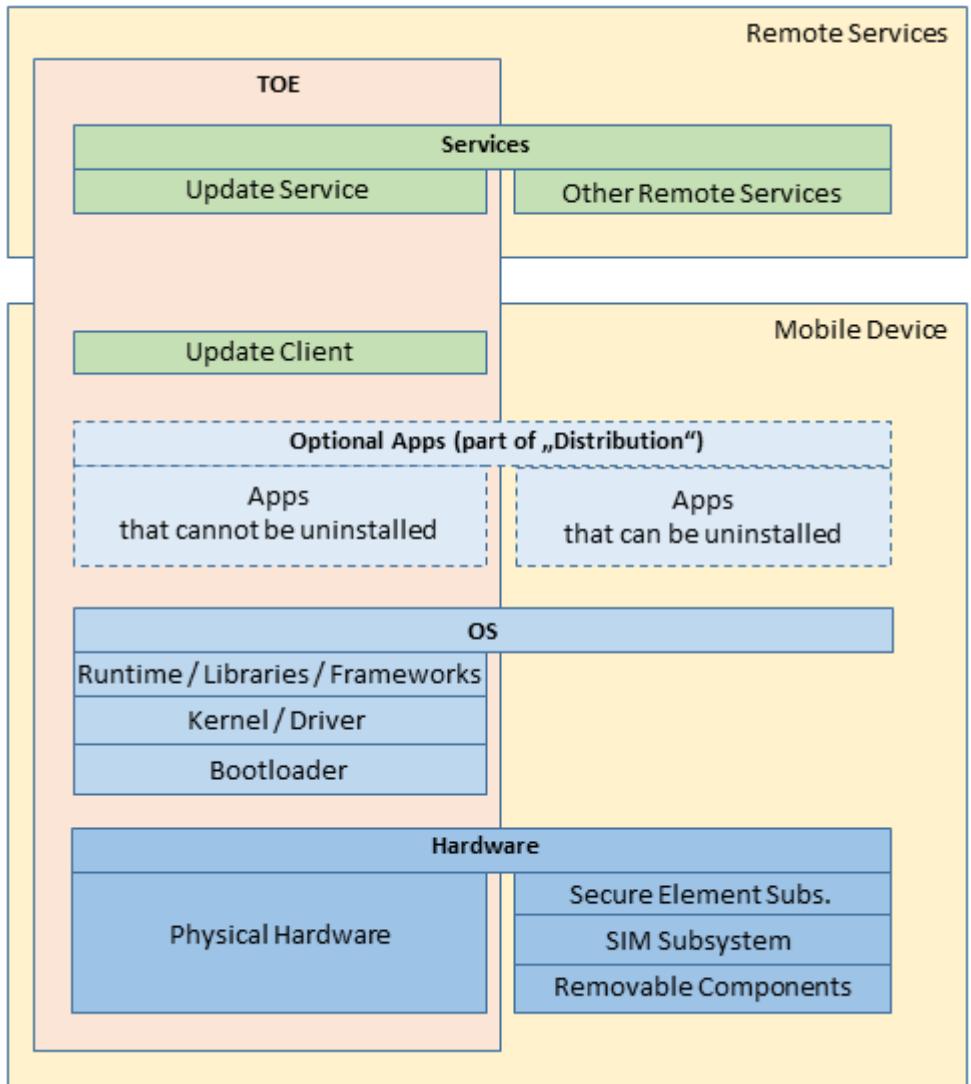 Remote Services
TOE
Services
Update Service
Other Remote Services
Mobile Device
Update Client
Optional Apps (part of „Distribution“)
Apps
that cannot be uninstalled
Apps
that can be uninstalled
OS
Runtime / Libraries / Frameworks
Kernel / Driver
Bootloader
Hardware
Physical Hardware
Secure Element Subs.
SIM Subsystem
Removable Components